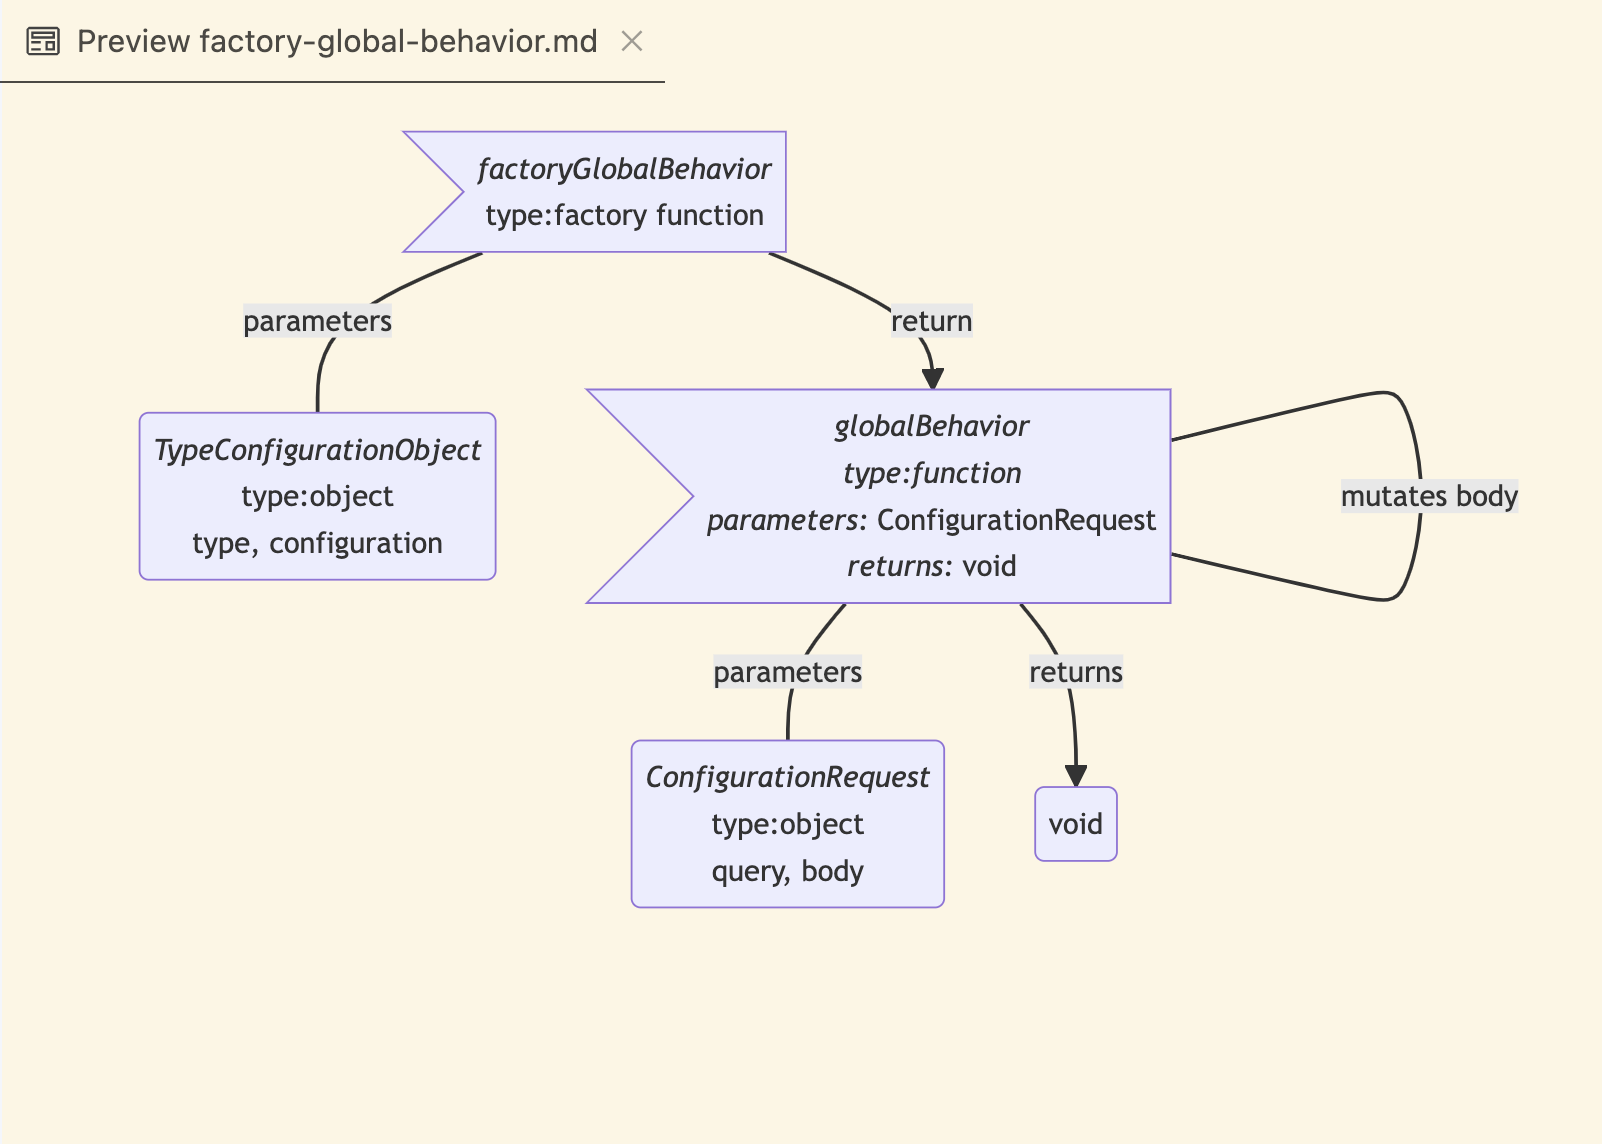 Preview factory-global-behavior.md
factoryGlobalBehavior
type:factory function
parameters
return
TypeConfigurationObject
type:object
type, configuration
globalBehavior
type:function
parameters: ConfigurationRequest
returns: void
mutates body
parameters
returns
ConfigurationRequest
type:object
query, body
void